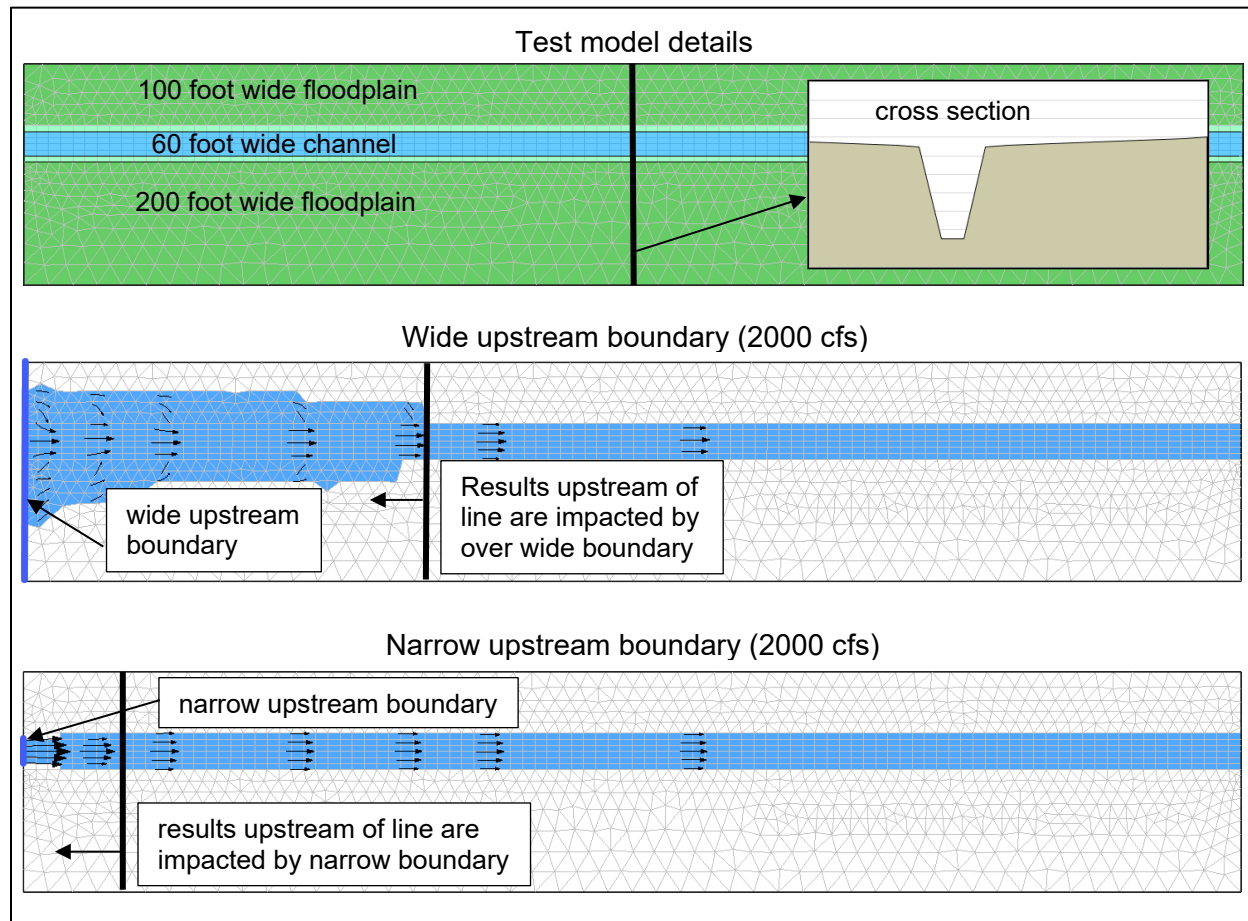 Test model details
100 foot wide floodplain
cross section
60 foot wide channel
200 foot wide floodplain
Wide upstream boundary (2000 cfs)
wide upstream
boundary
Results upstream of
line are impacted by
over wide boundary
Narrow upstream boundary (2000 cfs)
narrow upstream boundary
results upstream of line are
impacted by narrow boundary